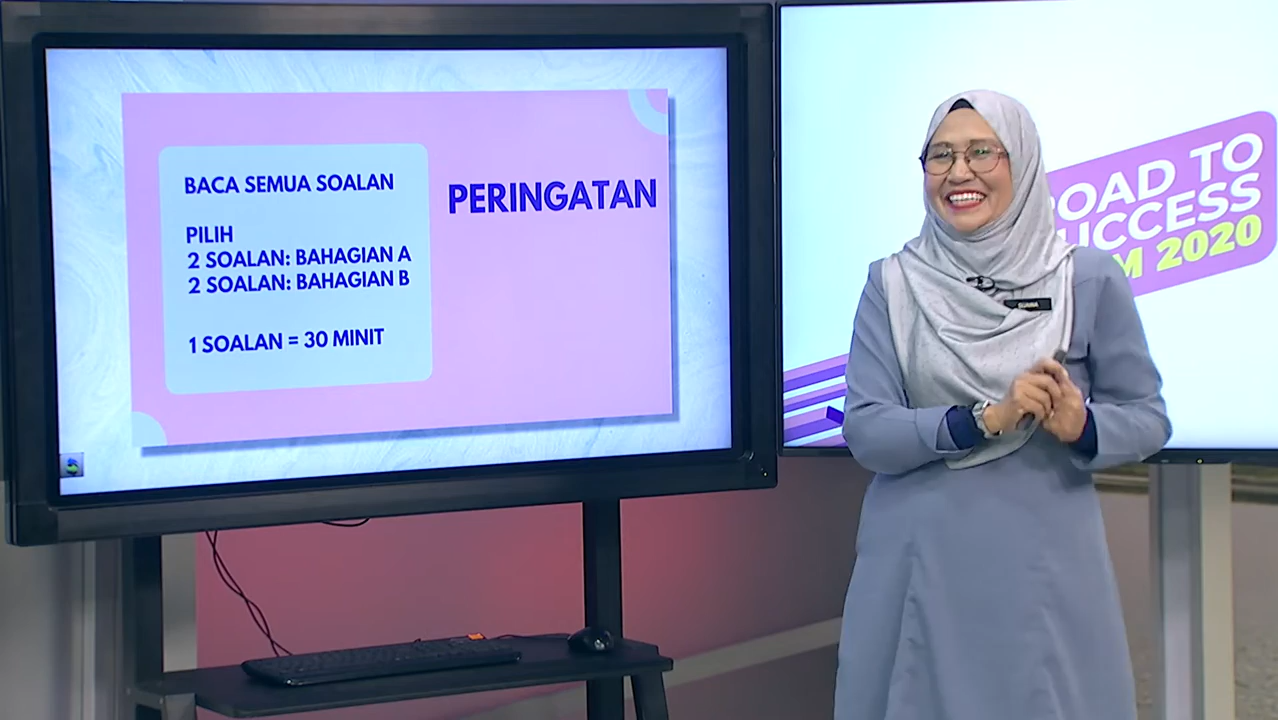 BACA SEMUA SOALAN
PILIH
2 SOALAN: BAHAGIAN A
2 SOALAN: BAHAGIAN B
1 SOALAN = 30 MINIT
PERINGATAN
ROAD TO
SUCCESS
2020